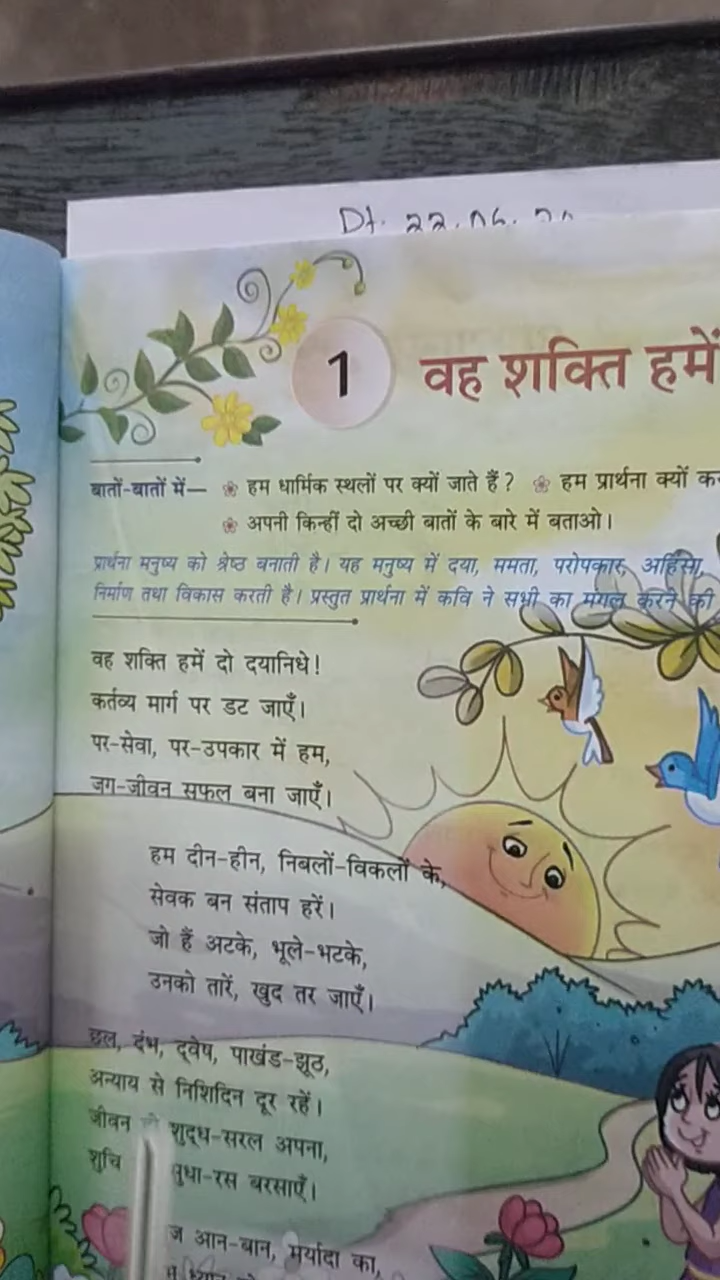 Dt. 22.06.
1 वह शक्ति हमें
बातों-बातों में— हम धार्मिक स्थलों पर क्यों जाते हैं? हम प्रार्थना क्यों
अपनी किन्हीं दो अच्छी बातों के बारे में बताओ।
प्रार्थना मनुष्य को श्रेष्ठ बनाती है। यह मनुष्य में दया, ममता, परोपकार, अहिंसा,
निर्माण तथा विकास करती है। प्रस्तुत प्रार्थना में कवि ने सभी का मंगल करने की
वह शक्ति हमें दो दयानिधे!
कर्तव्य मार्ग पर डट जाएँ।
पर-सेवा, पर-उपकार में हम,
जग-जीवन सफल बना जाएँ।
हम दीन-हीन, निबलों-विकलों के,
सेवक बन संताप हरें।
जो हैं अटके, भूले-भटके,
उनको तारें, खुद तर जाएँ।
छल, दंभ, द्वेष, पाखंड-झूठ,
अन्याय से निशिदिन दूर रहें।
जीवन शुद्ध-सरल अपना,
शुचि सुधा-रस बरसाएँ।
आन-बान, मर्यादा का,